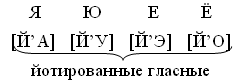 Я Ю Е Ё
[Й'А] [Й'У] [Й'Э] [Й'О]
йотированные гласные